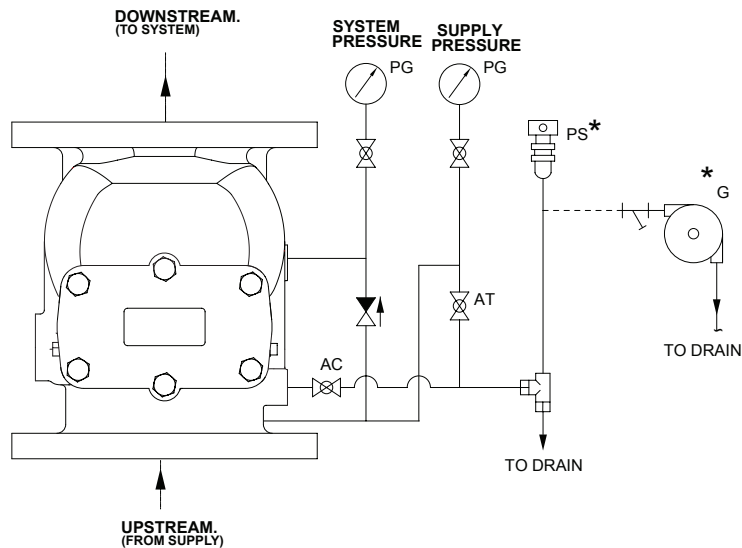 DOWNSTREAM.
(TO SYSTEM)
SYSTEM
PRESSURE
SUPPLY
PRESSURE
PG
PG
PS*
*
G
AT
TO DRAIN
AC
TO DRAIN
UPSTREAM.
(FROM SUPPLY)